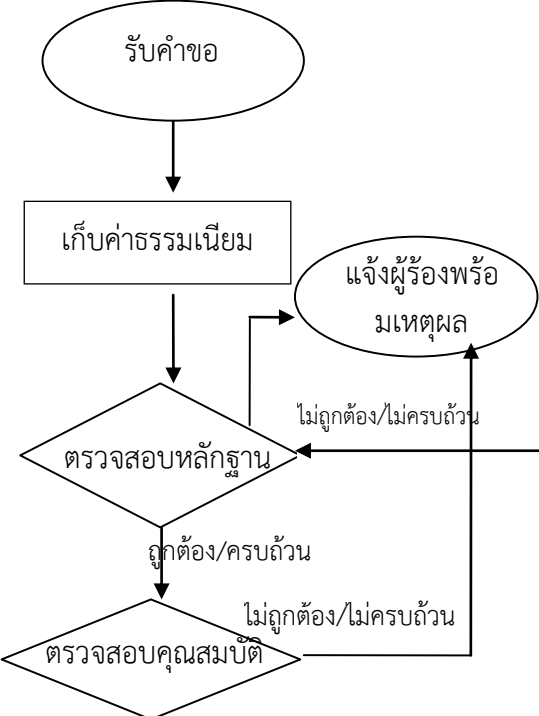 รับคำขอ
เก็บค่าธรรมเนียม
แจ้งผู้ร้องพร้อ
มเหตุผล
ไม่ถูกต้อง/ไม่ครบถ้วน
ตรวจสอบหลักฐาน
ถูกต้อง/ครบถ้วน
ไม่ถูกต้อง/ไม่ครบถ้วน
ตรวจสอบคุณสมบัติ